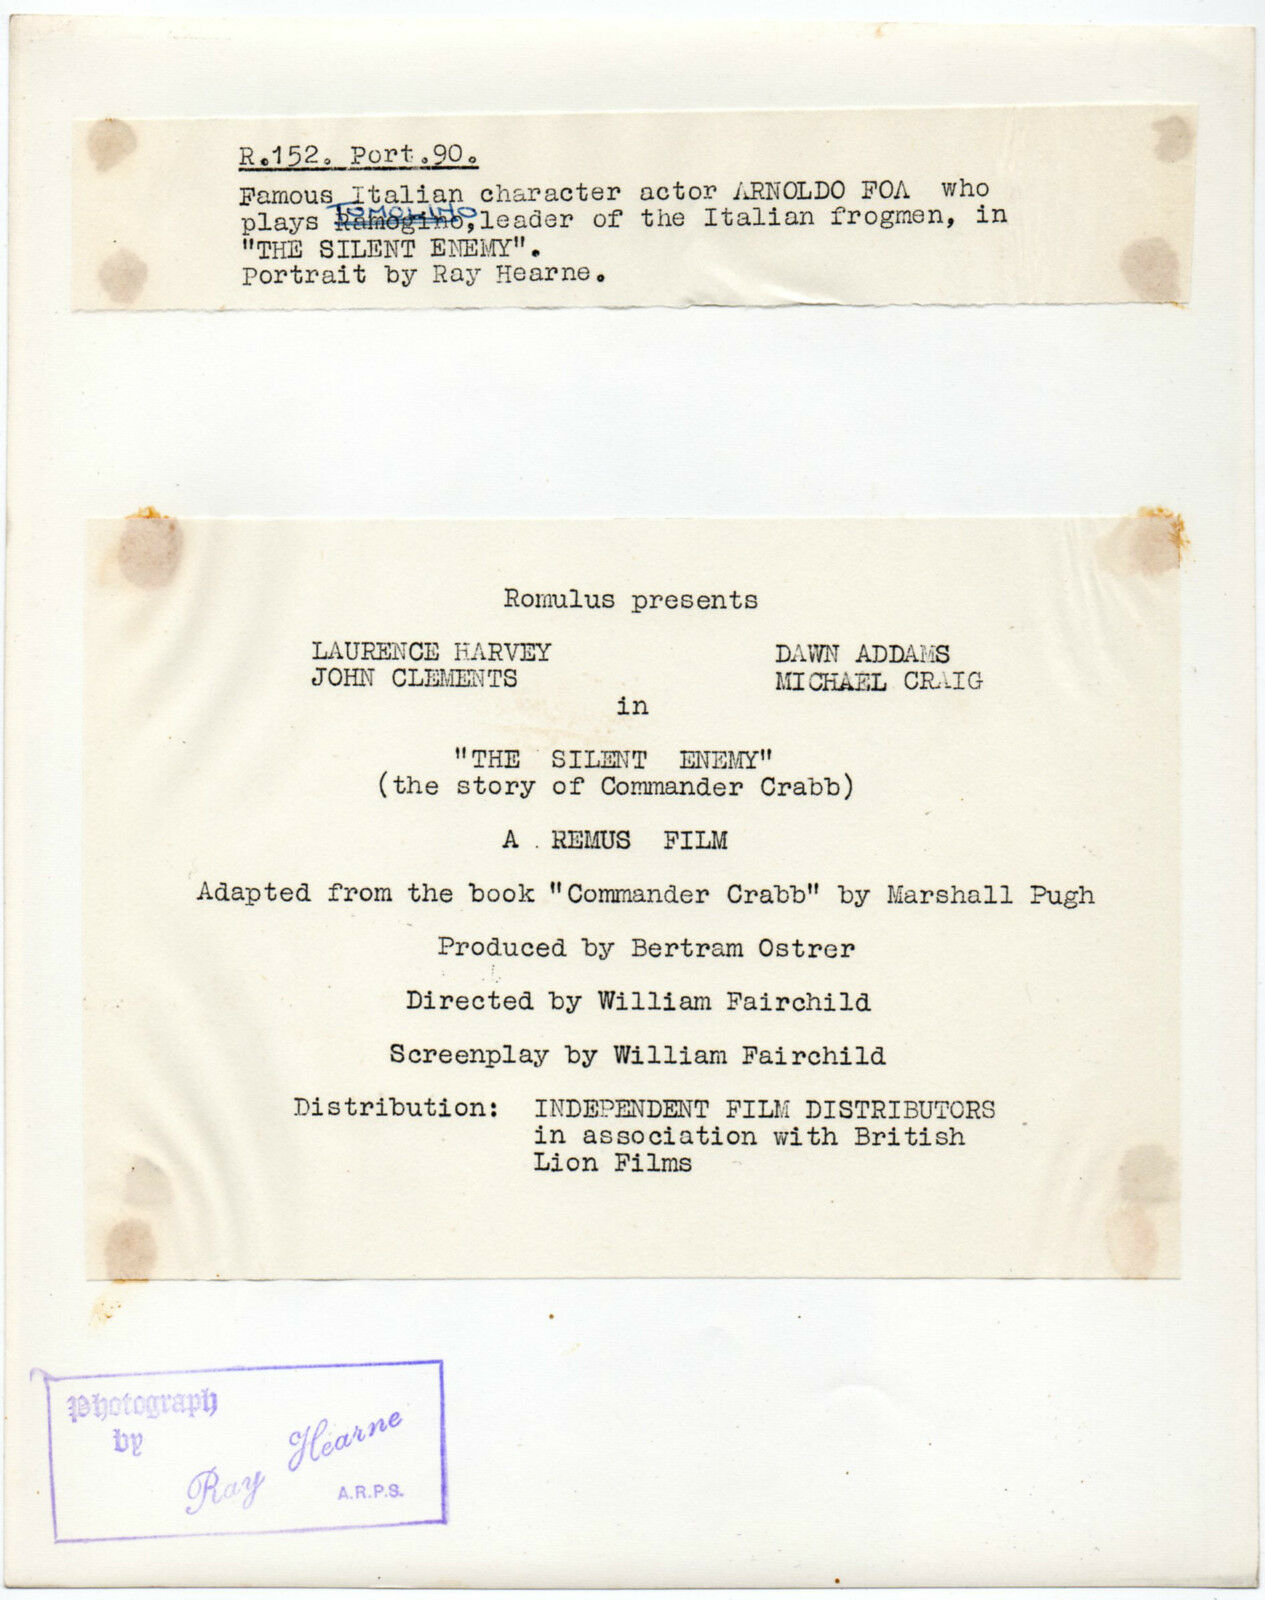 R.152. Port.90.
Famous Italian character actor ARNOLDO FOA who
TOMOLINO
plays Ramogino, leader of the Italian frogmen, in
"THE SILENT ENEMY".
Portrait by Ray Hearne.
Romulus presents
LAURENCE HARVEY DAWN ADDAMS
JOHN CLEMENTS MICHAEL CRAIG
in
"THE SILENT ENEMY"
(the story of Commander Crabb)
A . REMUS FILM
Adapted from the book "Commander Crabb" by Marshall Pugh
Produced by Bertram Ostrer
Directed by William Fairchild
Screenplay by William Fairchild
Distribution: INDEPENDENT FILM DISTRIBUTORS
in association with British
Lion Films
Photograph
by
Ray Hearne
A.R.P.S.